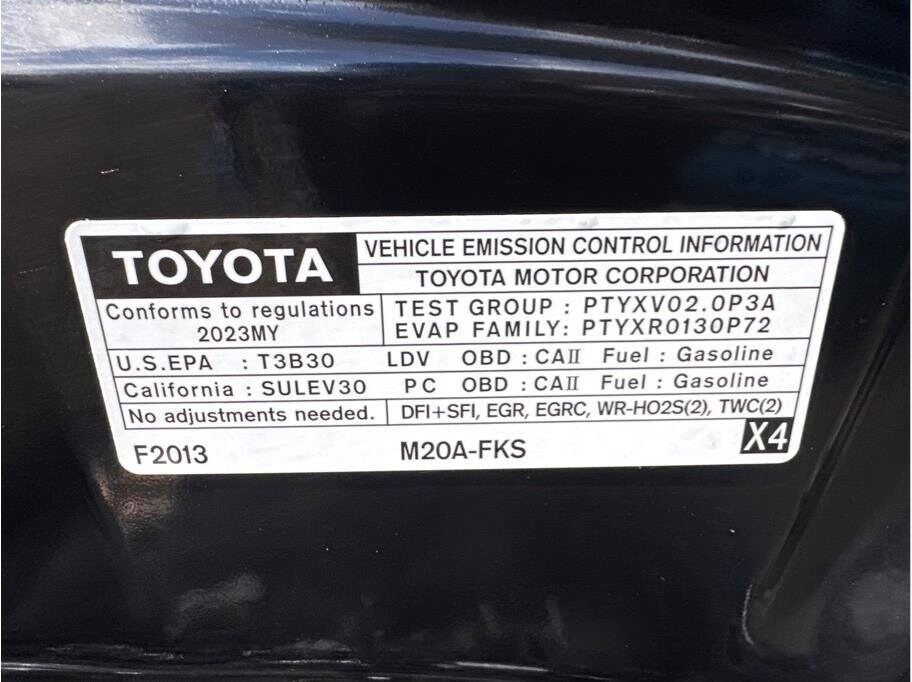 TOYOTA
VEHICLE EMISSION CONTROL INFORMATION
TOYOTA MOTOR CORPORATION
Conforms to regulations
2023MY
TEST GROUP : PTYXV02.0P3A
EVAP FAMILY: PTYXR0130P72
U.S.EPA : T3B30 LDV OBD : CAII Fuel : Gasoline
California : SULEV30 PC OBD : CAII Fuel : Gasoline
No adjustments needed. DFI+SFI, EGR, EGRC, WR-HO2S(2), TWC(2)
F2013 M20A-FKS X4